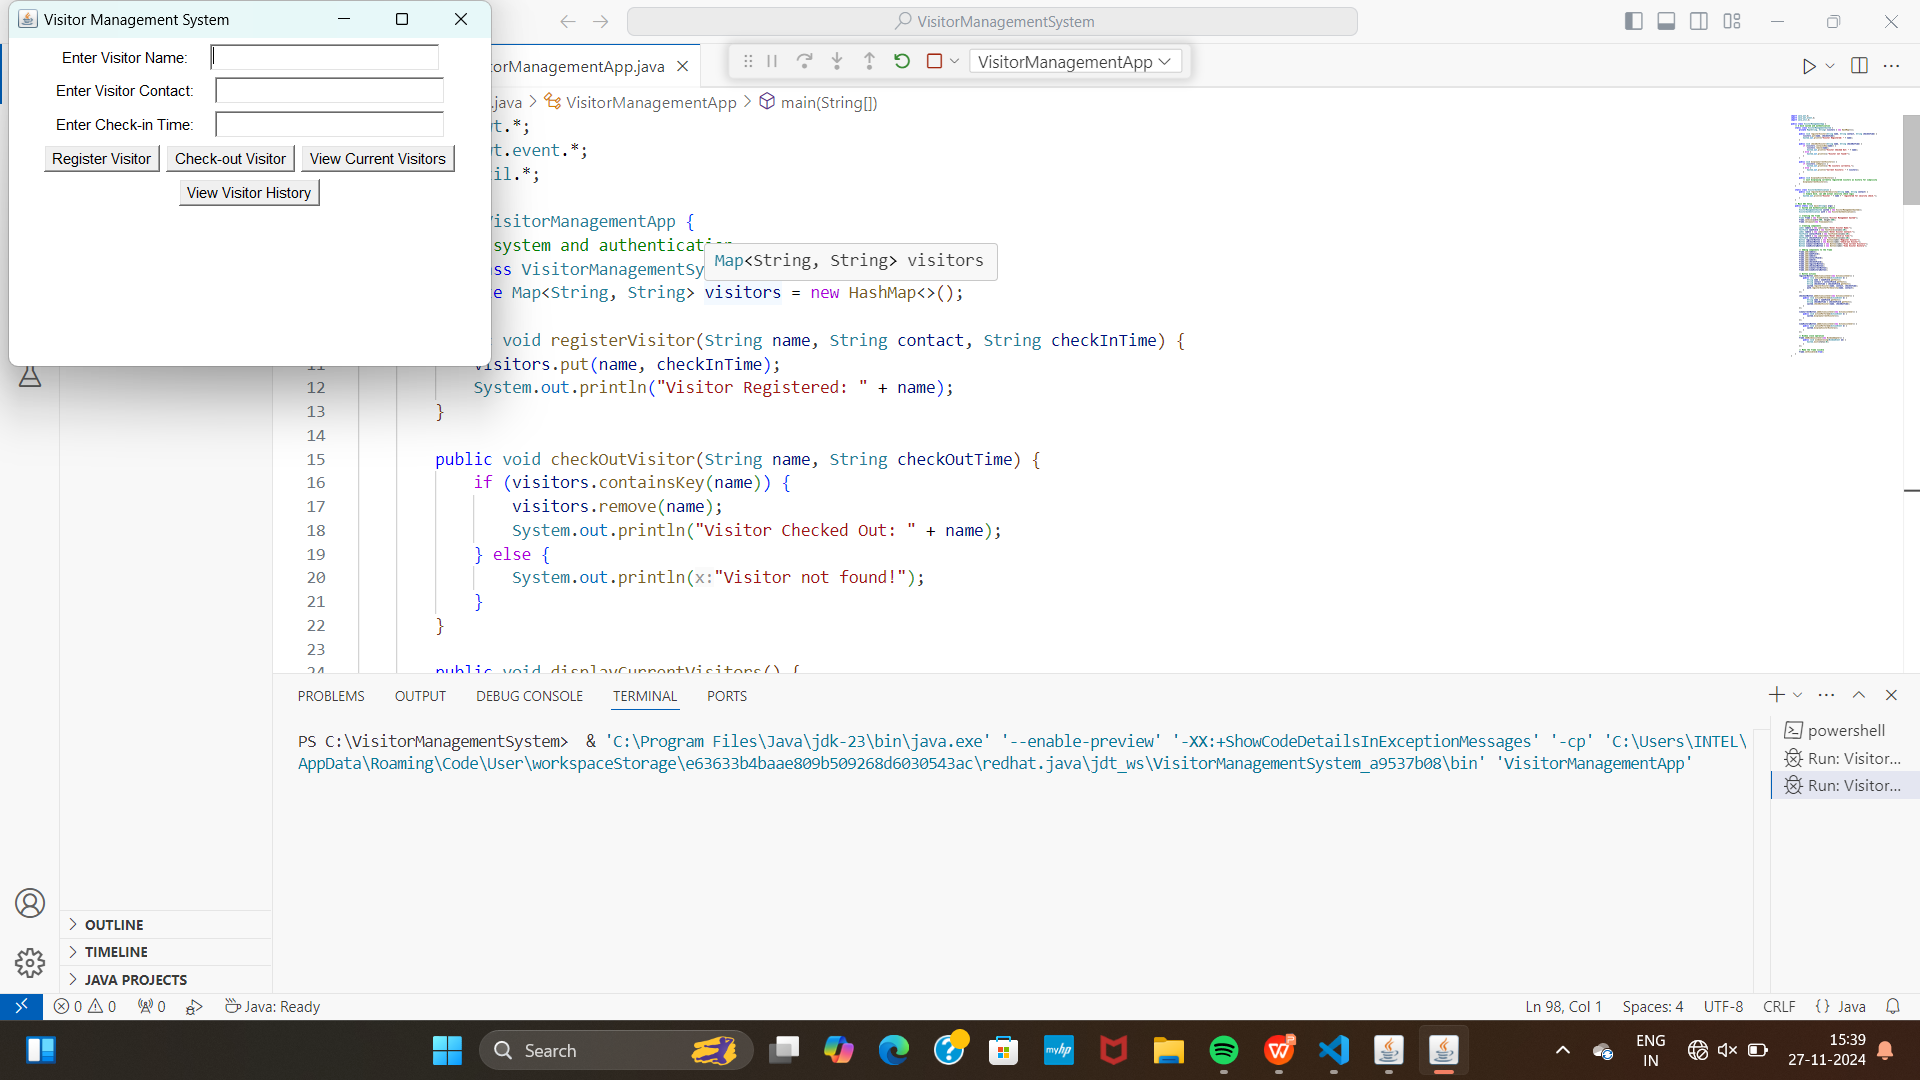 Visitor Management System
Enter Visitor Name:
Enter Visitor Contact:
Enter Check-in Time:
Register Visitor Check-out Visitor View Current Visitors
View Visitor History
VisitorManagementSystem
torManagementApp.java
VisitorManagementApp
.java > VisitorManagementApp > main(String[])
t.*;
t.event.*;
il.*;
VisitorManagementApp {
system and authentication
ss VisitorManagementSy
Map<String, String> visitors
e Map<String, String> visitors = new HashMap<>();
void registerVisitor(String name, String contact, String checkInTime) {
11 visitors.put(name, checkInTime);
12 System.out.println("Visitor Registered: " + name);
13 }
14
15 public void checkOutVisitor(String name, String checkOutTime) {
16 if (visitors.containsKey(name)) {
17 visitors.remove(name);
18 System.out.println("Visitor Checked Out: " + name);
19 } else {
20 System.out.println(x:"Visitor not found!");
21 }
22 }
23
24 public void displayCurrentVisitors() {
PROBLEMS OUTPUT DEBUG CONSOLE TERMINAL PORTS
PS C:\VisitorManagementSystem> & 'C:\Program Files\Java\jdk-23\bin\java.exe' '--enable-preview' '-XX:+ShowCodeDetailsInExceptionMessages' '-cp' 'C:\Users\INTEL\
AppData\Roaming\Code\User\workspaceStorage\e63633b4baae809b509268d6030543ac\redhat.java\jdt_ws\VisitorManagementSystem_a9537b08\bin' 'VisitorManagementApp'
powershell
Run: Visitor...
Run: Visitor...
OUTLINE
TIMELINE
JAVA PROJECTS
0 0 0 Java: Ready
Ln 98, Col 1 Spaces: 4 UTF-8 CRLF {} Java
Search
myhp
ENG
IN
15:39
27-11-2024